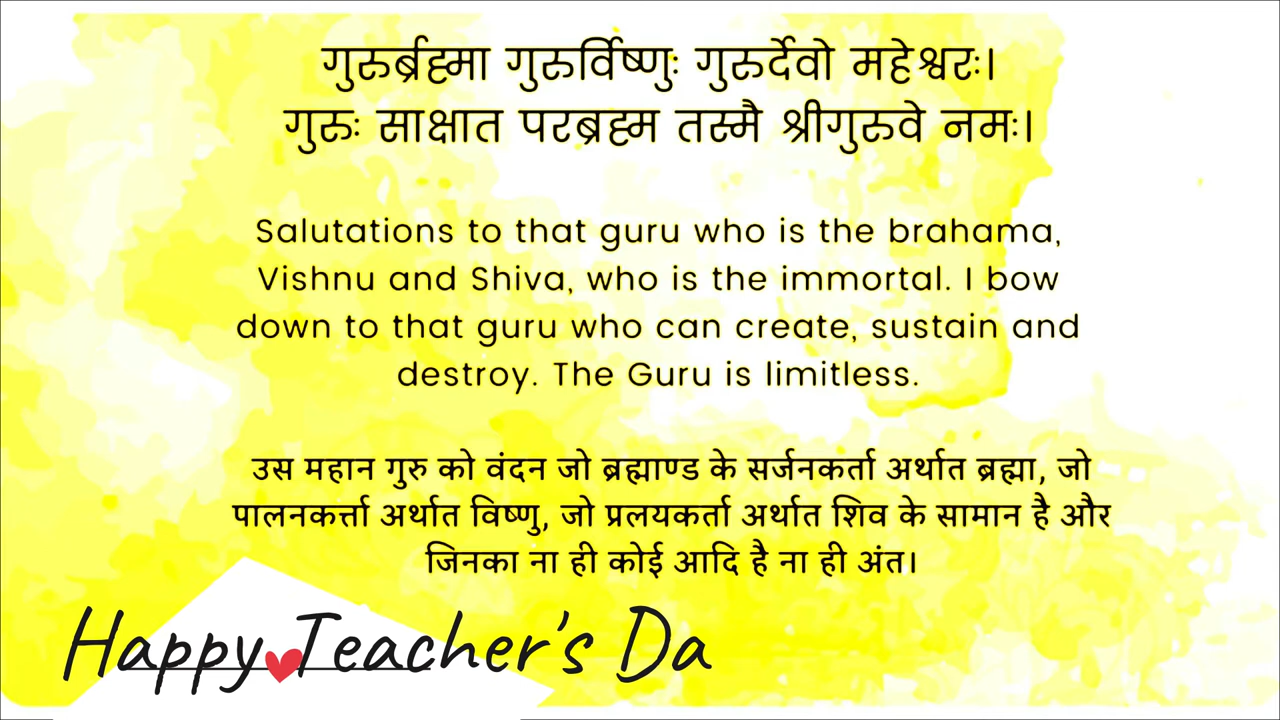 गुरुर्ब्रह्मा गुरुर्विष्णुः गुरुर्देवो महेश्वरः।
गुरुः साक्षात परब्रह्म तस्मै श्रीगुरुवे नमः।
Salutations to that guru who is the brahama,
Vishnu and Shiva, who is the immortal. I bow
down to that guru who can create, sustain and
destroy. The Guru is limitless.
उस महान गुरु को वंदन जो ब्रह्माण्ड के सर्जनकर्ता अर्थात ब्रह्मा, जो
पालनकर्त्ता अर्थात विष्णु, जो प्रलयकर्ता अर्थात शिव के सामान है और
जिनका ना ही कोई आदि है ना ही अंत।
Happy Teacher's Da